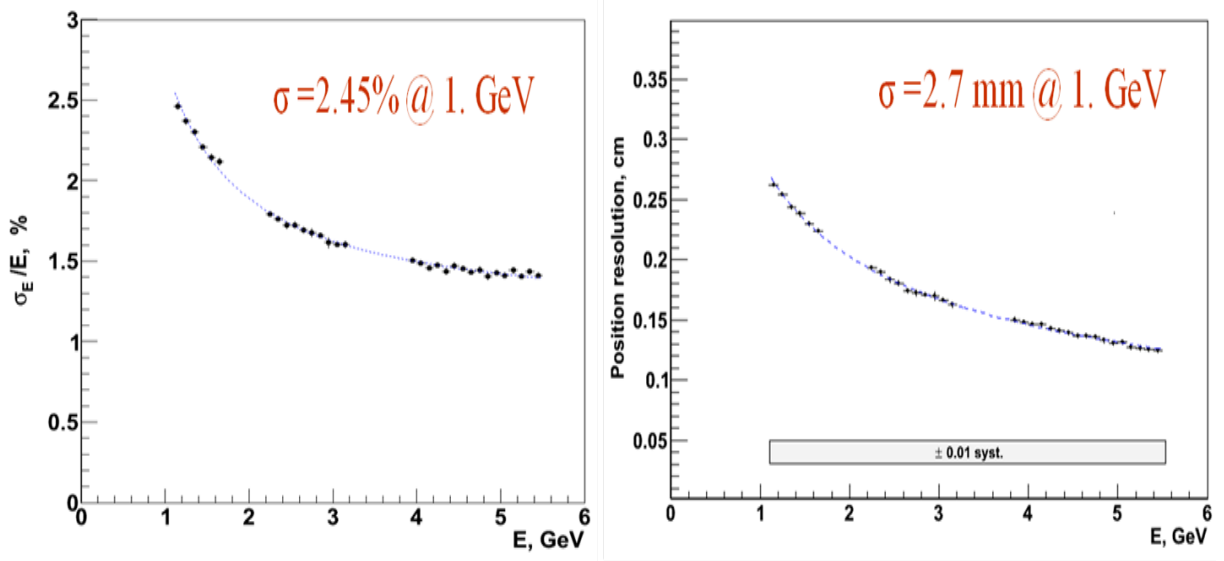 3
2.5
2
1.5
1
0.5
0
σ_E /E, %
σ =2.45% @ 1. GeV
0 1 2 3 4 5 6
E, GeV
0.35
0.3
0.25
0.2
0.15
0.1
0.05
Position resolution, cm
σ =2.7 mm @ 1. GeV
± 0.01 syst.
0 1 2 3 4 5 6
E, GeV